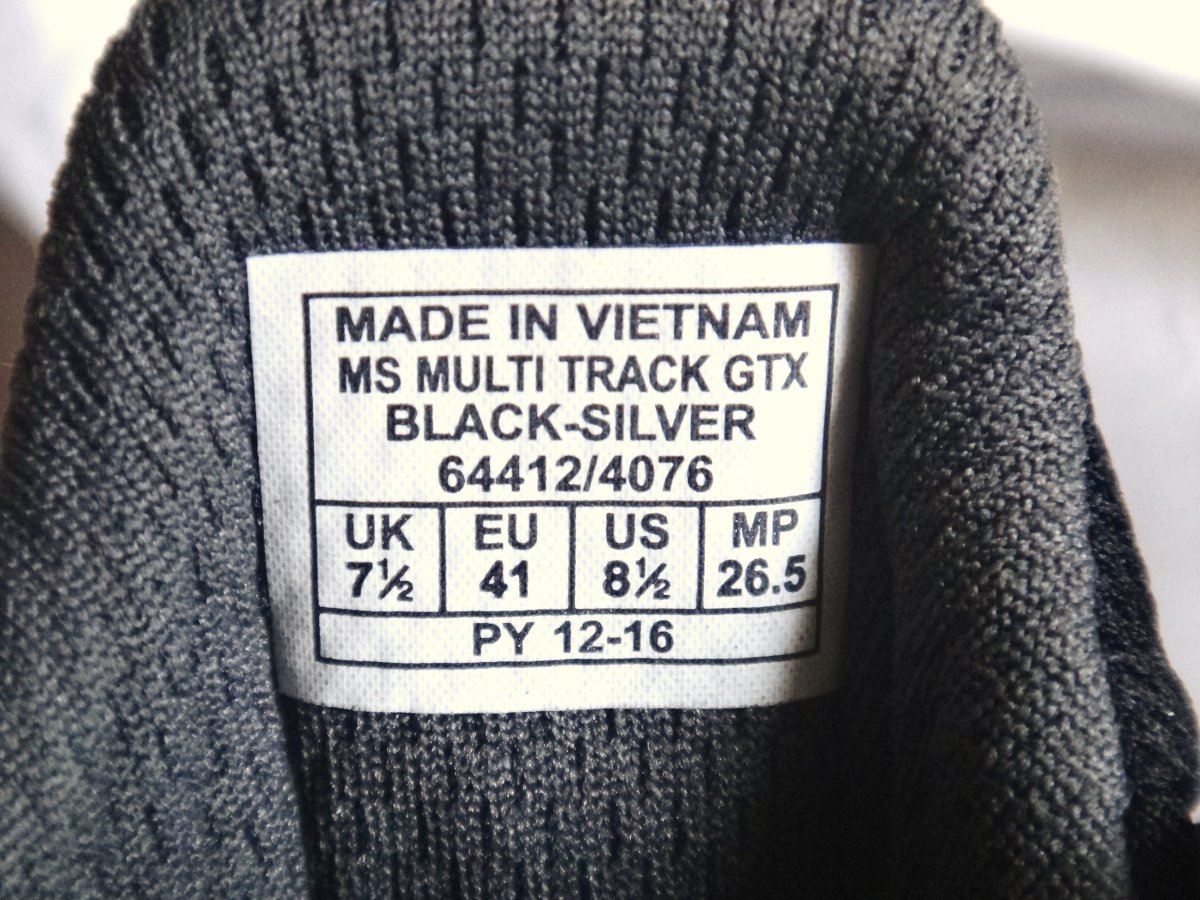 MADE IN VIETNAM
MS MULTI TRACK GTX
BLACK-SILVER
64412/4076
UK EU US MP
7½ 41 8½ 26.5
PY 12-16